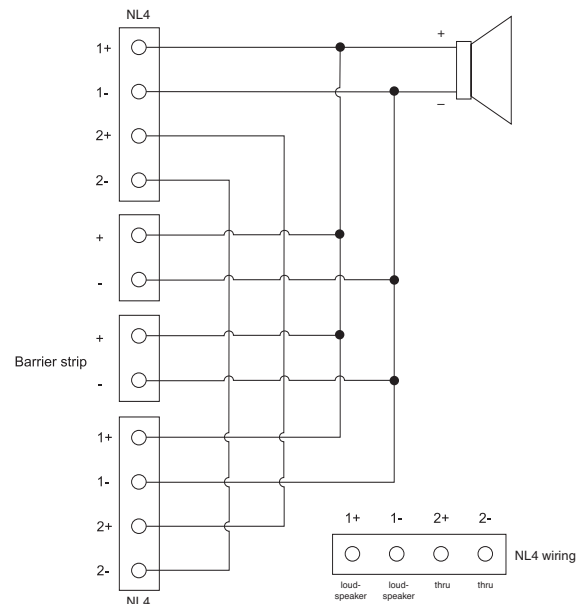 NL4
1+
1-
2+
2-
+
–
+
-
Barrier strip
+
-
1+
1-
2+
2-
NL4
1+ 1- 2+ 2-
NL4 wiring
loud-speaker loud-speaker thru thru